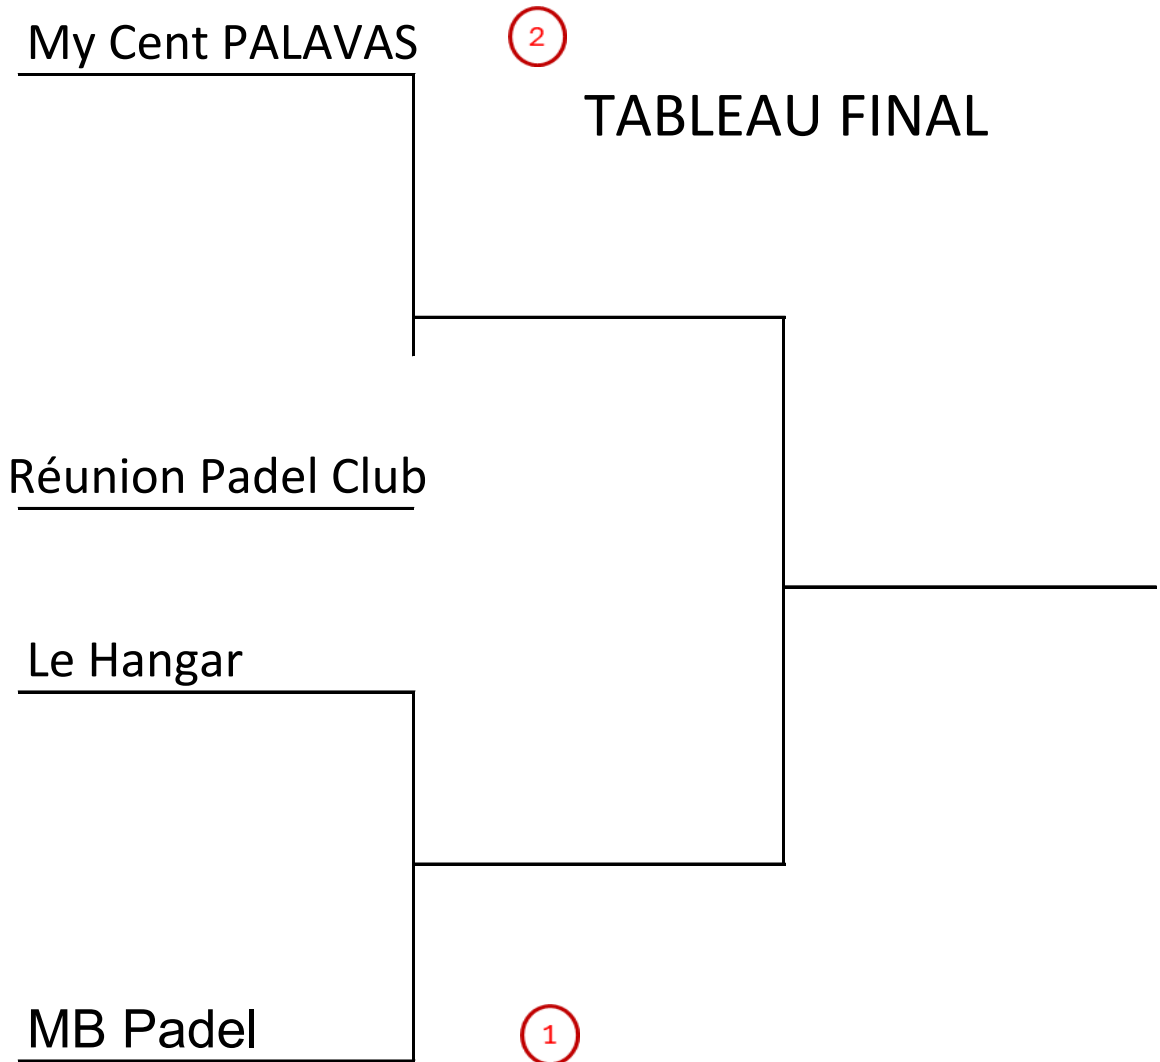 My Cent PALAVAS
2
TABLEAU FINAL
Réunion Padel Club
Le Hangar
MB Padel
1